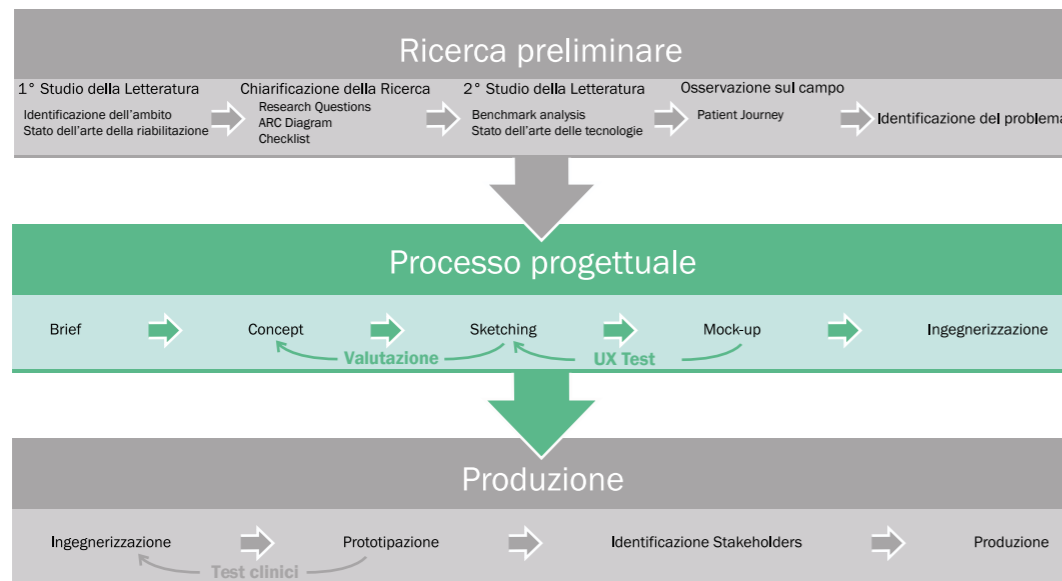 Ricerca preliminare
1° Studio della Letteratura
Identificazione dell'ambito
Stato dell'arte della riabilitazione
Chiarificazione della Ricerca
Research Questions
ARC Diagram
Checklist
2° Studio della Letteratura
Benchmark analysis
Stato dell'arte delle tecnologie
Osservazione sul campo
Patient Journey
Identificazione del problema
Processo progettuale
Brief
Concept
Sketching
Mock-up
Ingegnerizzazione
Valutazione
UX Test
Produzione
Ingegnerizzazione
Prototipazione
Identificazione Stakeholders
Produzione
Test clinici